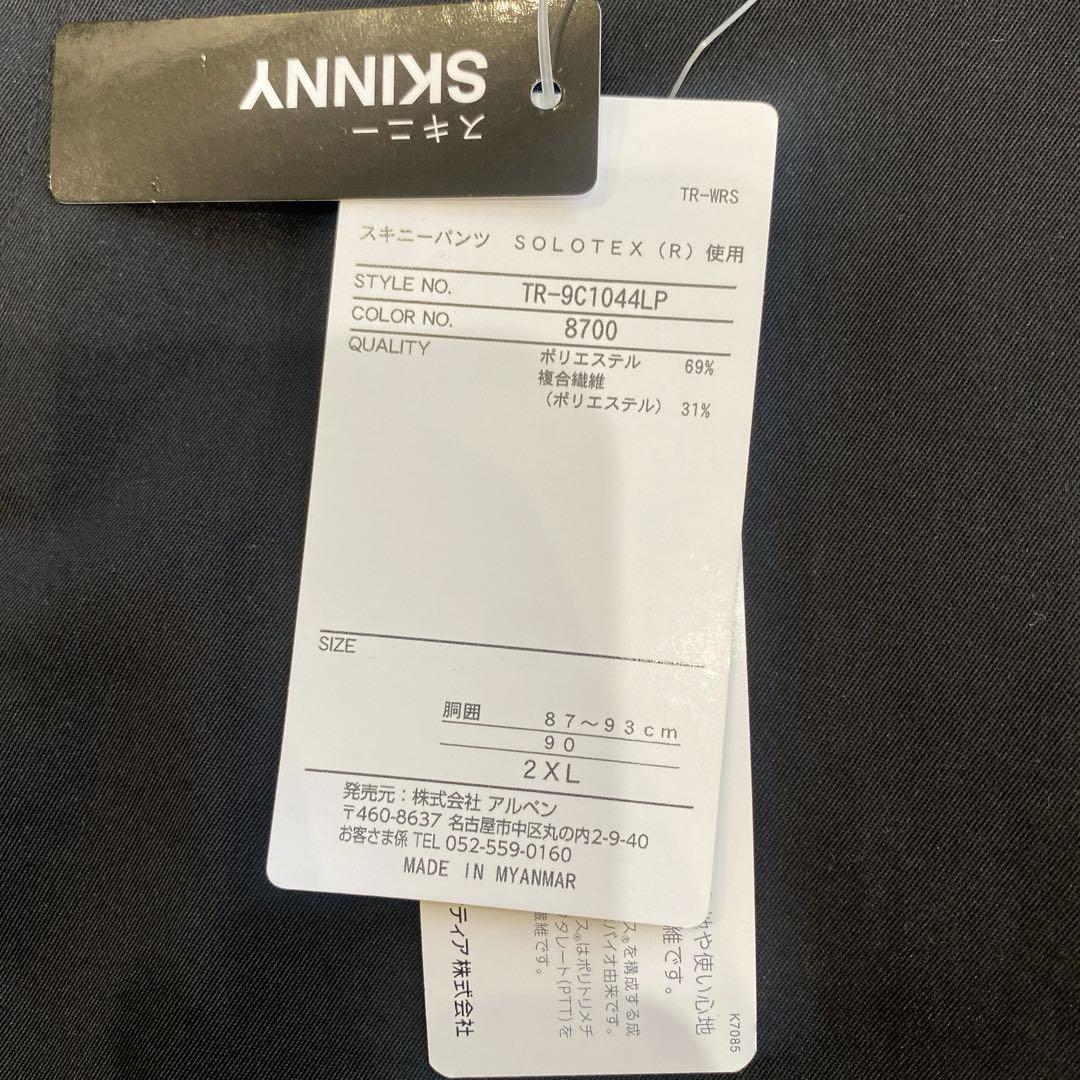 SKINNY
スキニー
TR-WRS
スキニーパンツ SOLOTEX(R)使用
STYLE NO. TR-9C1044LP
COLOR NO. 8700
QUALITY ポリエステル 69%
複合繊維
(ポリエステル) 31%
SIZE
胴囲 87~93cm
90
2XL
発売元:株式会社 アルペン
〒460-8637 名古屋市中区丸の内2-9-40
お客さま係 TEL 052-559-0160
MADE IN MYANMAR
や使い心地
維です。
ス®を構成する成
バイオ由来です。
ス®はポリトリメチ
タレート(PTT)を
繊維です。
ティア株式会社
K7085